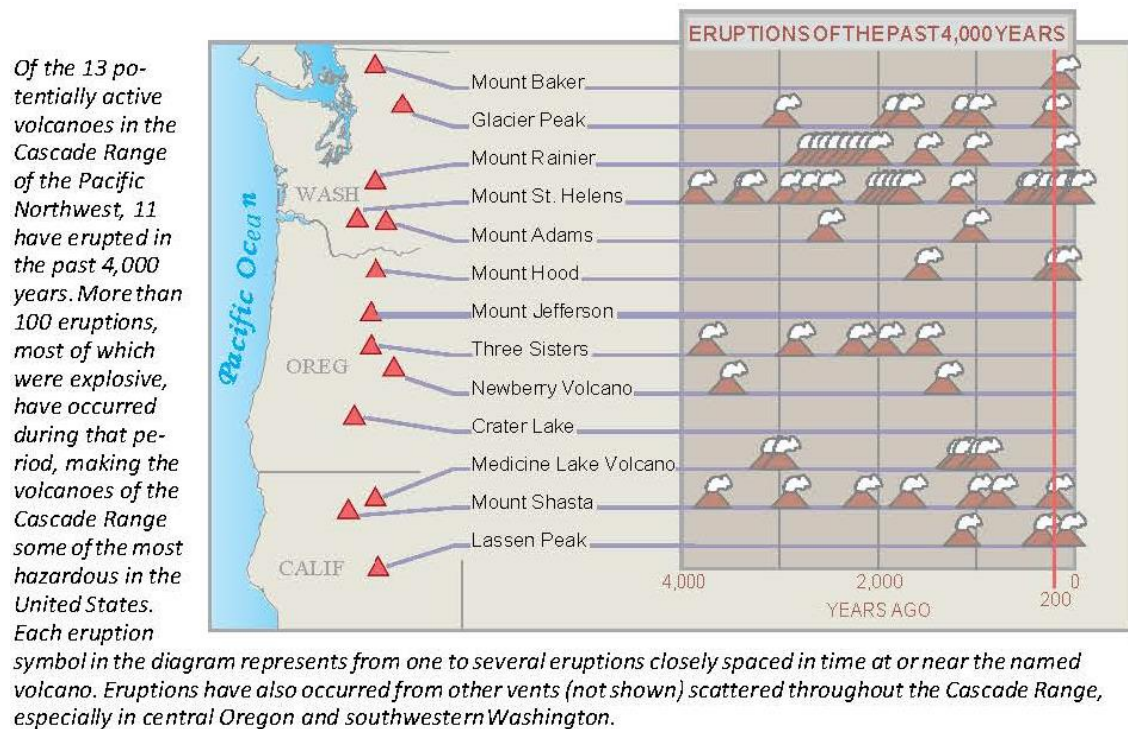 Of the 13 po-
tentially active
volcanoes in the
Cascade Range
of the Pacific
Northwest, 11
have erupted in
the past 4,000
years. More than
100 eruptions,
most of which
were explosive,
have occurred
during that pe-
riod, making the
volcanoes of the
Cascade Range
some of the most
hazardous in the
United States.
Each eruption
symbol in the diagram represents from one to several eruptions closely spaced in time at or near the named
volcano. Eruptions have also occurred from other vents (not shown) scattered throughout the Cascade Range,
especially in central Oregon and southwestern Washington.
ERUPTIONS OF THE PAST 4,000 YEARS
Pacific Ocean
WASH
OREG
CALIF
Mount Baker
Glacier Peak
Mount Rainier
Mount St. Helens
Mount Adams
Mount Hood
Mount Jefferson
Three Sisters
Newberry Volcano
Crater Lake
Medicine Lake Volcano
Mount Shasta
Lassen Peak
4,000 2,000 0
200
YEARS AGO